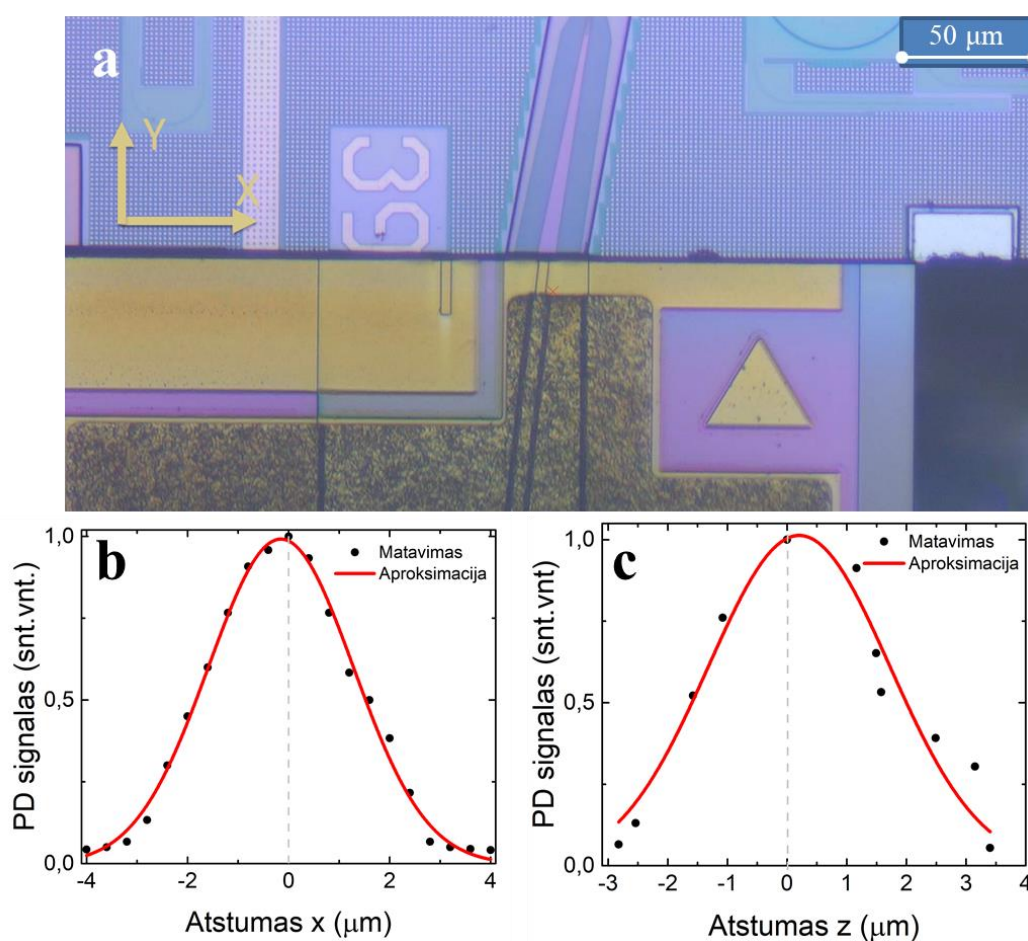 a
50 μm
Y
X
3
G
b
Matavimas
Aproksimacija
PD signalas (snt.vnt.)
1,0
0,5
0,0
-4
-2
0
2
4
Atstumas x (μm)
c
Matavimas
Aproksimacija
PD signalas (snt.vnt)
1,0
0,5
0,0
-3
-2
-1
0
1
2
3
4
Atstumas z (μm)